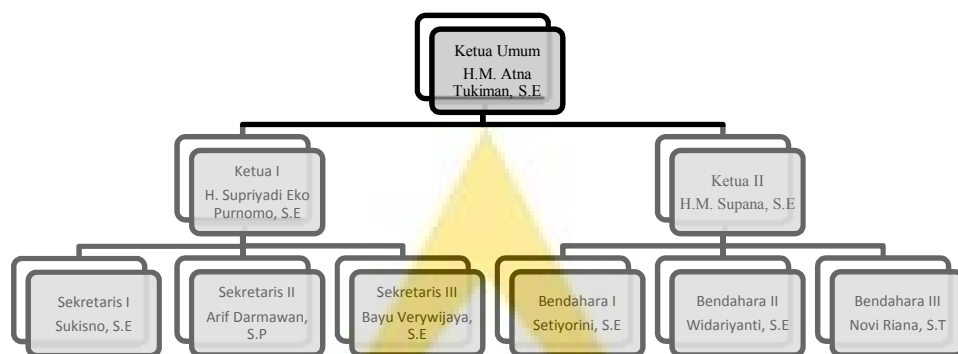 Ketua Umum
H.M. Atna
Tukiman, S.E
Ketua I
H. Supriyadi Eko
Purnomo, S.E
Ketua II
H.M. Supana, S.E
Sekretaris I
Sukisno, S.E
Sekretaris II
Arif Darmawan,
S.P
Sekretaris III
Bayu Verywijaya,
S.E
Bendahara I
Setiyorini, S.E
Bendahara II
Widariyanti, S.E
Bendahara III
Novi Riana, S.T